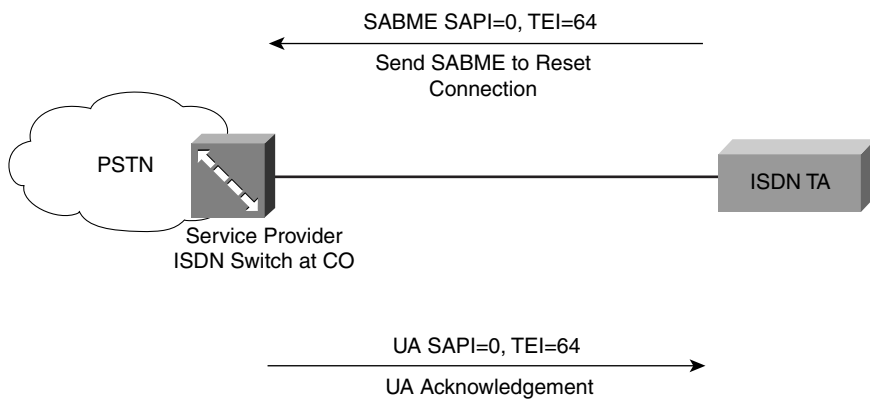 SABME SAPI=0, TEI=64
Send SABME to Reset
Connection
PSTN
ISDN TA
Service Provider
ISDN Switch at CO
UA SAPI=0, TEI=64
UA Acknowledgement